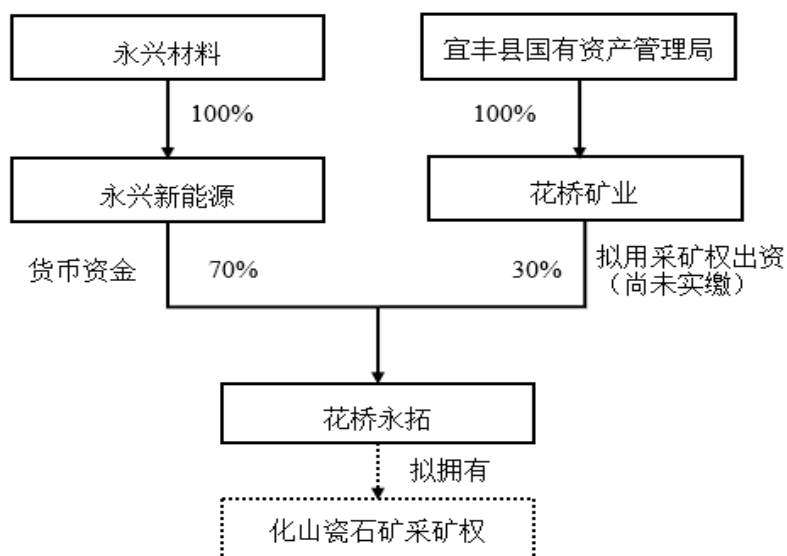 永兴材料
宜丰县国有资产管理局
100%
100%
永兴新能源
花桥矿业
货币资金
70%
30%
拟用采矿权出资
（尚未实缴）
花桥永拓
拟拥有
化山瓷石矿采矿权